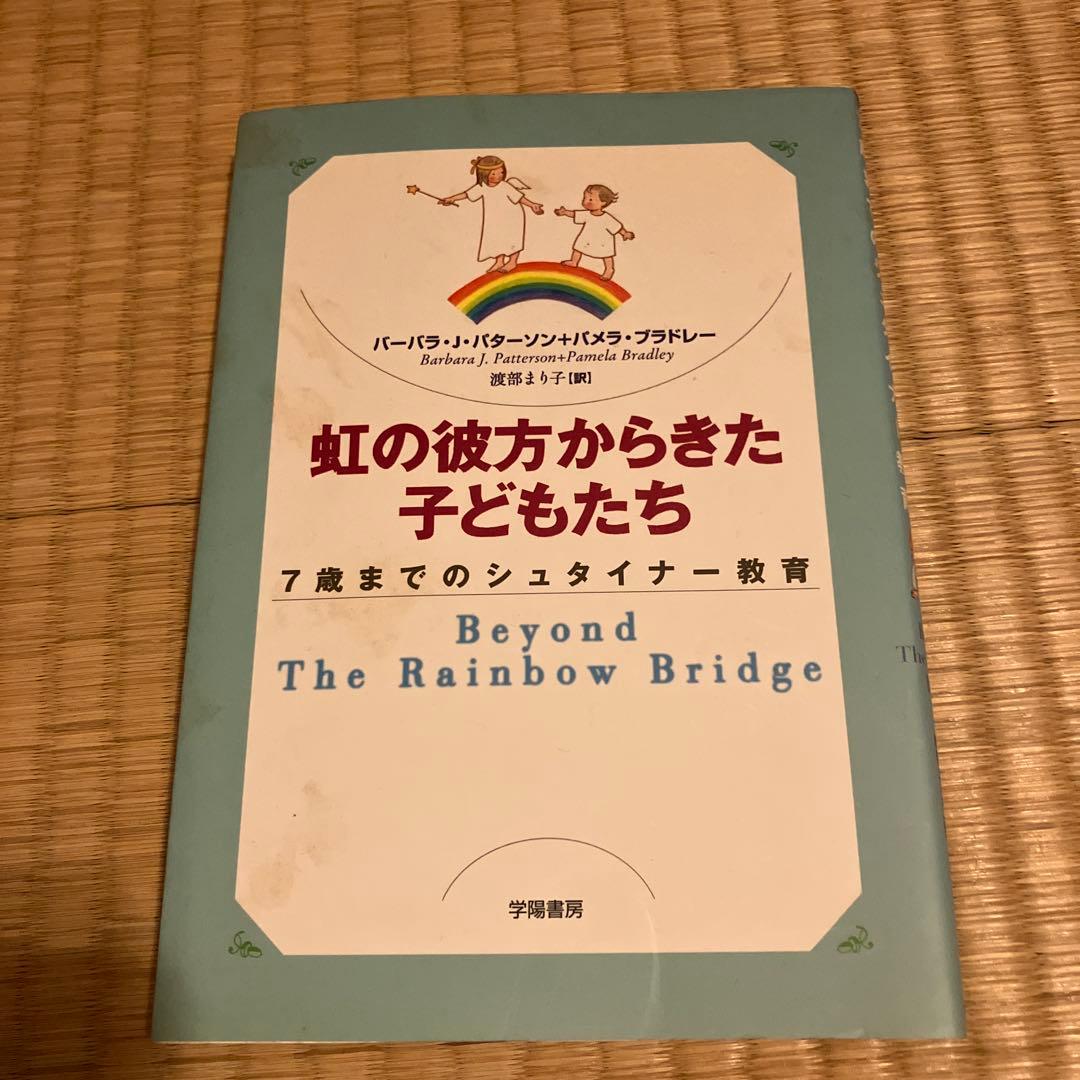 バーバラ・J・パターソン+パメラ・ブラドレー
Barbara J. Patterson+Pamela Bradley
渡部まり子【訳】
虹の彼方からきた
子どもたち
7歳までのシュタイナー教育
Beyond
The Rainbow Bridge
学陽書房
The